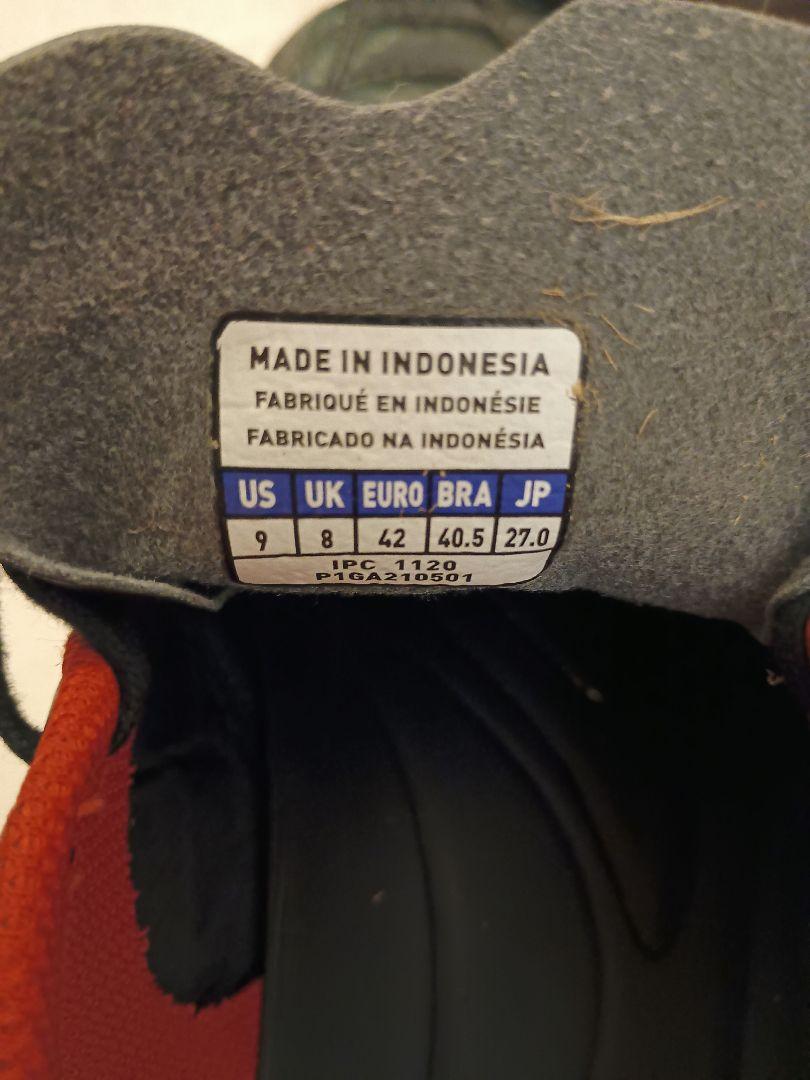 MADE IN INDONESIA
FABRIQUÉ EN INDONÉSIE
FABRICADO NA INDONÉSIA
US UK EURO BRA JP
9 8 42 40.5 27.0
IPC 1120
P1GA210501